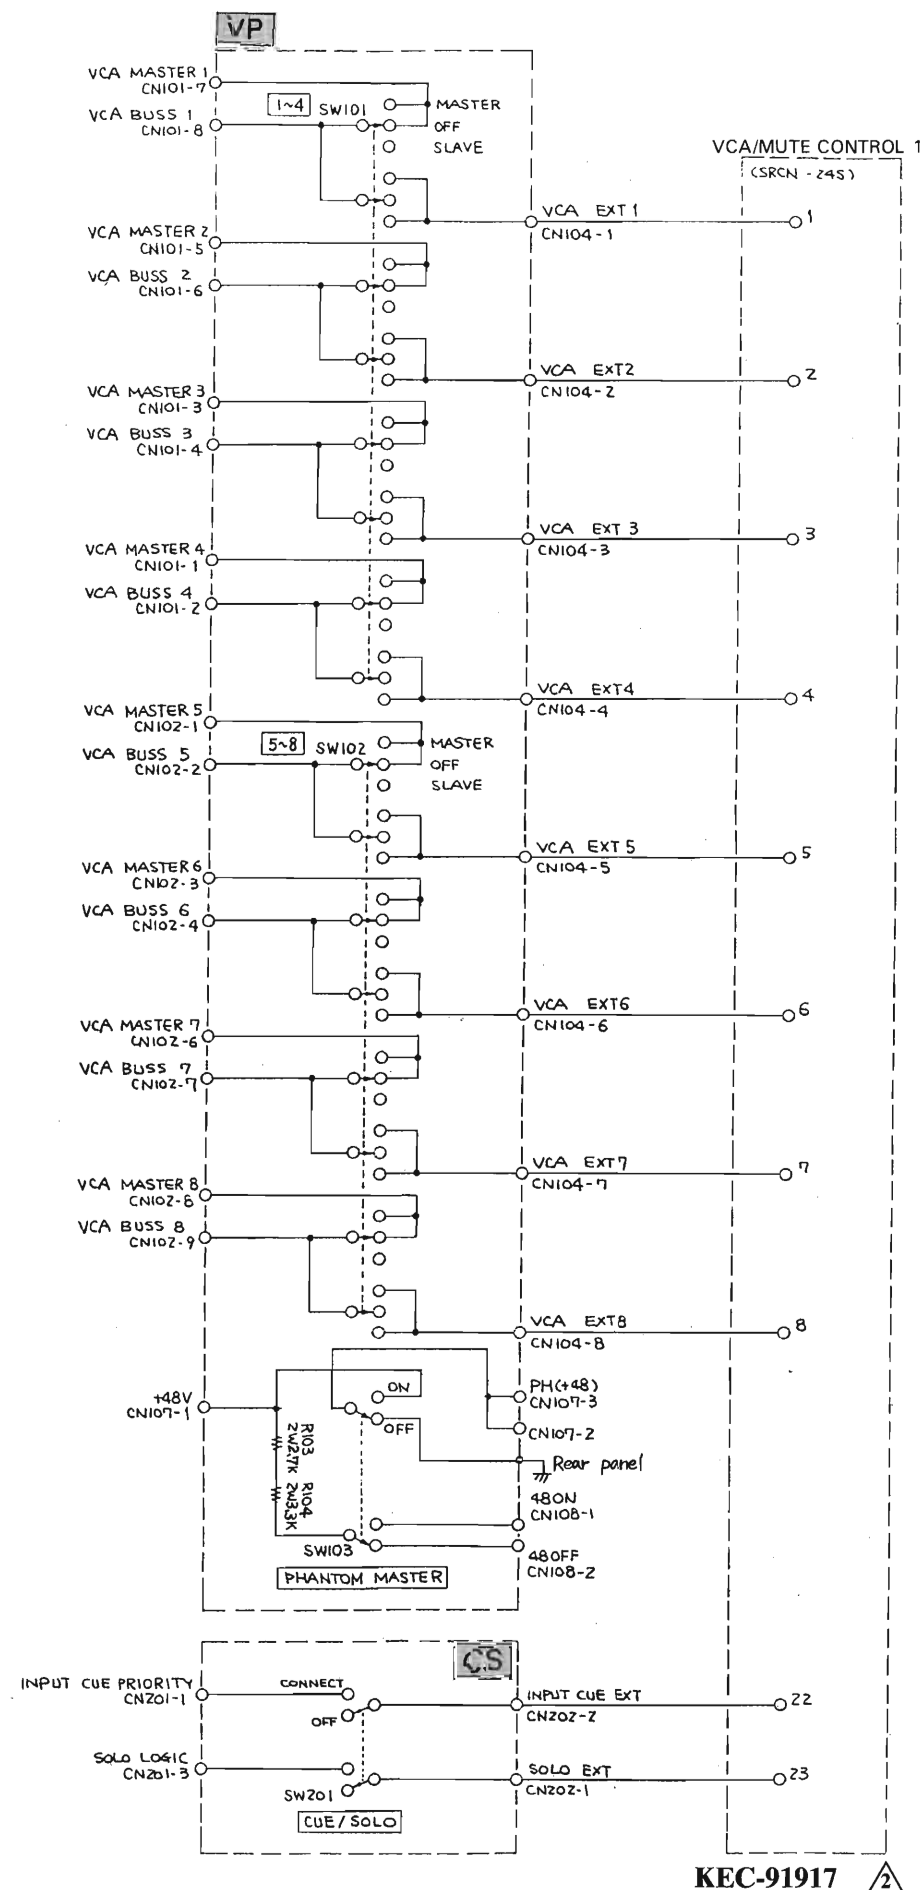 VP
VCA MASTER 1
CN101-7
1~4
SW101
MASTER
VCA BUSS 1
CN101-8
OFF
SLAVE
VCA/MUTE CONTROL 1
(SRCN-24S)
VCA EXT 1
CN104-1
1
VCA MASTER 2
CN101-5
VCA BUSS 2
CN101-6
VCA EXT2
CN104-2
2
VCA MASTER 3
CN101-3
VCA BUSS 3
CN101-4
VCA EXT 3
CN104-3
3
VCA MASTER 4
CN101-1
VCA BUSS 4
CN101-2
VCA EXT4
CN104-4
4
VCA MASTER 5
CN102-1
5~8
SW102
MASTER
VCA BUSS 5
CN102-2
OFF
SLAVE
VCA EXT 5
CN104-5
5
VCA MASTER 6
CN102-3
VCA BUSS 6
CN102-4
VCA EXT6
CN104-6
6
VCA MASTER 7
CN102-6
VCA BUSS 7
CN102-7
VCA EXT7
CN104-7
7
VCA MASTER 8
CN102-8
VCA BUSS 8
CN102-9
VCA EXT8
CN104-8
8
+48V
CN107-1
ON
OFF
PH(+48)
CN107-3
CN107-2
R103
2W2.7K
R104
2W3.3K
Rear panel
48ON
CN108-1
SW103
48OFF
CN108-2
PHANTOM MASTER
CS
INPUT CUE PRIORITY
CN201-1
CONNECT
OFF
INPUT CUE EXT
CN202-2
22
SOLO LOGIC
CN201-3
SW201
SOLO EXT
CN202-1
23
CUE/SOLO
KEC-91917
2